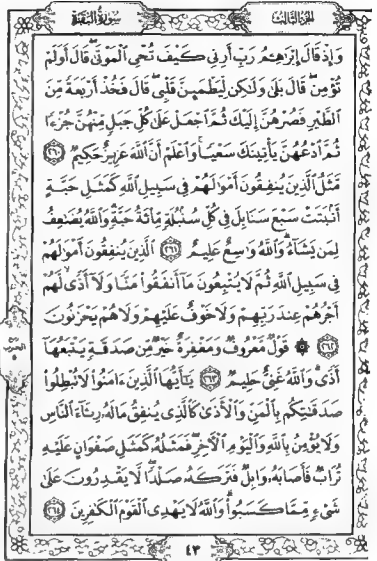 الجزء الثالث
سورة البقرة
وَإِذْ قَالَ إِبْرَٰهِـۧمُ رَبِّ أَرِنِى كَيْفَ تُحْىِ ٱلْمَوْتَىٰ ۖ قَالَ أَوَلَمْ
تُؤْمِن ۖ قَالَ بَلَىٰ وَلَـٰكِن لِّيَطْمَئِنَّ قَلْبِى ۖ قَالَ فَخُذْ أَرْبَعَةً مِّنَ
ٱلطَّيْرِ فَصُرْهُنَّ إِلَيْكَ ثُمَّ ٱجْعَلْ عَلَىٰ كُلِّ جَبَلٍ مِّنْهُنَّ جُزْءًا
ثُمَّ ٱدْعُهُنَّ يَأْتِينَكَ سَعْيًا ۚ وَٱعْلَمْ أَنَّ ٱللَّهَ عَزِيزٌ حَكِيمٌ ٢٦٠
مَّثَلُ ٱلَّذِينَ يُنفِقُونَ أَمْوَٰلَهُمْ فِى سَبِيلِ ٱللَّهِ كَمَثَلِ حَبَّةٍ
أَنۢبَتَتْ سَبْعَ سَنَابِلَ فِى كُلِّ سُنۢبُلَةٍ مِّا۟ئَةُ حَبَّةٍ ۗ وَٱللَّهُ يُضَـٰعِفُ
لِمَن يَشَآءُ ۗ وَٱللَّهُ وَٰسِعٌ عَلِيمٌ ٢٦١ ٱلَّذِينَ يُنفِقُونَ أَمْوَٰلَهُمْ
فِى سَبِيلِ ٱللَّهِ ثُمَّ لَا يُتْبِعُونَ مَآ أَنفَقُوا۟ مَنًّا وَلَآ أَذًى ۙ لَّهُمْ
أَجْرُهُمْ عِندَ رَبِّهِمْ وَلَا خَوْفٌ عَلَيْهِمْ وَلَا هُمْ يَحْزَنُونَ
٢٦٢ ۞ قَوْلٌ مَّعْرُوفٌ وَمَغْفِرَةٌ خَيْرٌ مِّن صَدَقَةٍ يَتْبَعُهَآ
أَذًى ۗ وَٱللَّهُ غَنِىٌّ حَلِيمٌ ٢٦٣ يَـٰٓأَيُّهَا ٱلَّذِينَ ءَامَنُوا۟ لَا تُبْطِلُوا۟
صَدَقَـٰتِكُم بِٱلْمَنِّ وَٱلْأَذَىٰ كَٱلَّذِى يُنفِقُ مَالَهُۥ رِئَآءَ ٱلنَّاسِ
وَلَا يُؤْمِنُ بِٱللَّهِ وَٱلْيَوْمِ ٱلْـَٔاخِرِ ۖ فَمَثَلُهُۥ كَمَثَلِ صَفْوَانٍ عَلَيْهِ
تُرَابٌ فَأَصَابَهُۥ وَابِلٌ فَتَرَكَهُۥ صَلْدًا ۖ لَّا يَقْدِرُونَ عَلَىٰ
شَىْءٍ مِّمَّا كَسَبُوا۟ ۗ وَٱللَّهُ لَا يَهْدِى ٱلْقَوْمَ ٱلْكَـٰفِرِينَ ٢٦٤
٤٣